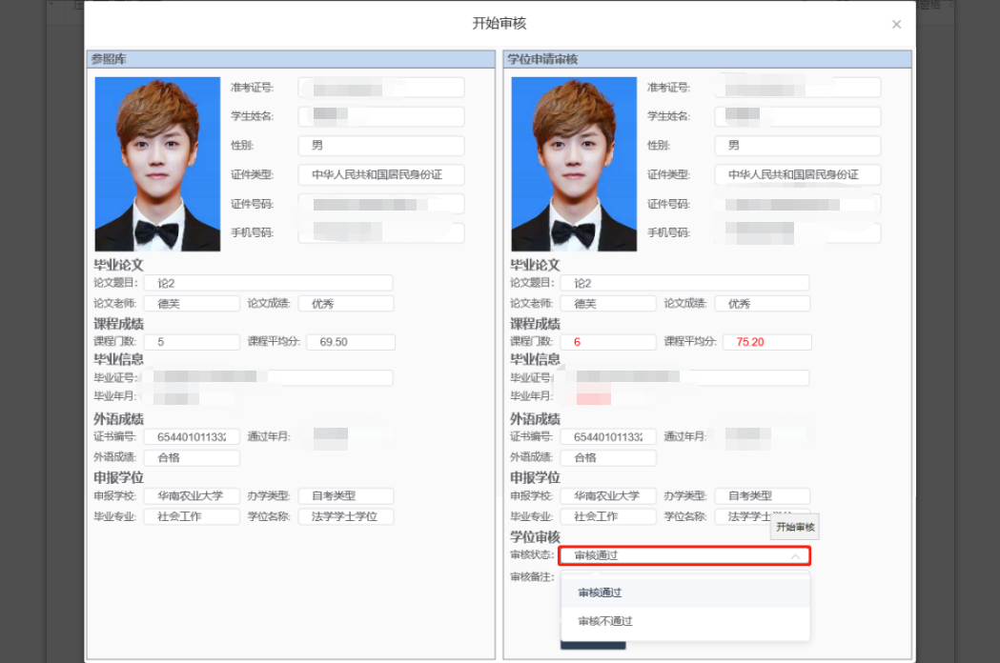 开始审核
参照库
准考证号:
学生姓名:
性别: 男
证件类型: 中华人民共和国居民身份证
证件号码:
手机号码:
毕业论文
论文题目: 论2
论文老师: 德芙 论文成绩: 优秀
课程成绩
课程门数: 5 课程平均分: 69.50
毕业信息
毕业证号:
毕业年月:
外语成绩
证书编号: 65440101133 通过年月:
外语成绩: 合格
申报学位
申报学校: 华南农业大学 办学类型: 自考类型
毕业专业: 社会工作 学位名称: 法学学士学位
学位申请审核
准考证号:
学生姓名:
性别: 男
证件类型: 中华人民共和国居民身份证
证件号码:
手机号码:
毕业论文
论文题目: 论2
论文老师: 德芙 论文成绩: 优秀
课程成绩
课程门数: 6 课程平均分: 75.20
毕业信息
毕业证号:
毕业年月:
外语成绩
证书编号: 65440101133 通过年月:
外语成绩: 合格
申报学位
申报学校: 华南农业大学 办学类型: 自考类型
毕业专业: 社会工作 学位名称: 法学学士
开始审核
学位审核
审核状态: 审核通过
审核备注:
审核通过
审核不通过